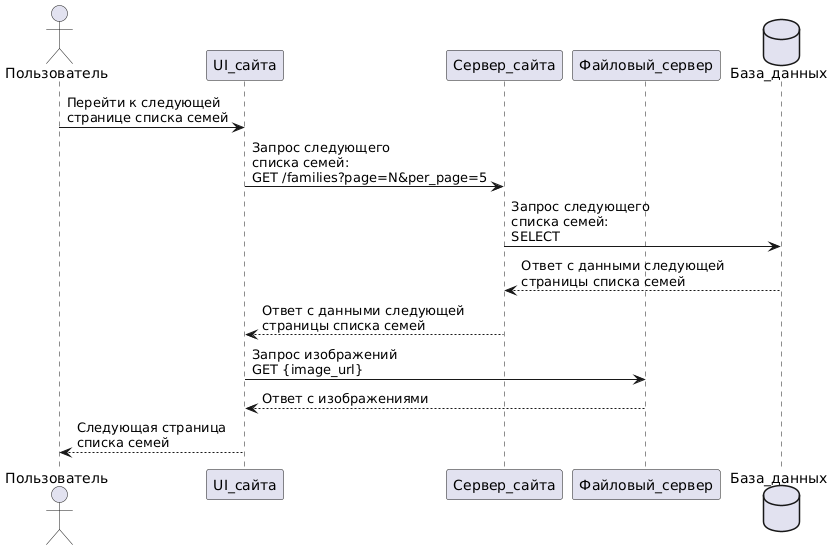 Пользователь
UI_сайта
Сервер_сайта
Файловый_сервер
База_данных
Перейти к следующей
странице списка семей
Запрос следующего
списка семей:
GET /families?page=N&per_page=5
Запрос следующего
списка семей:
SELECT
Ответ с данными следующей
страницы списка семей
Ответ с данными следующей
страницы списка семей
Запрос изображений
GET {image_url}
Ответ с изображениями
Следующая страница
списка семей
Пользователь
UI_сайта
Сервер_сайта
Файловый_сервер
База_данных